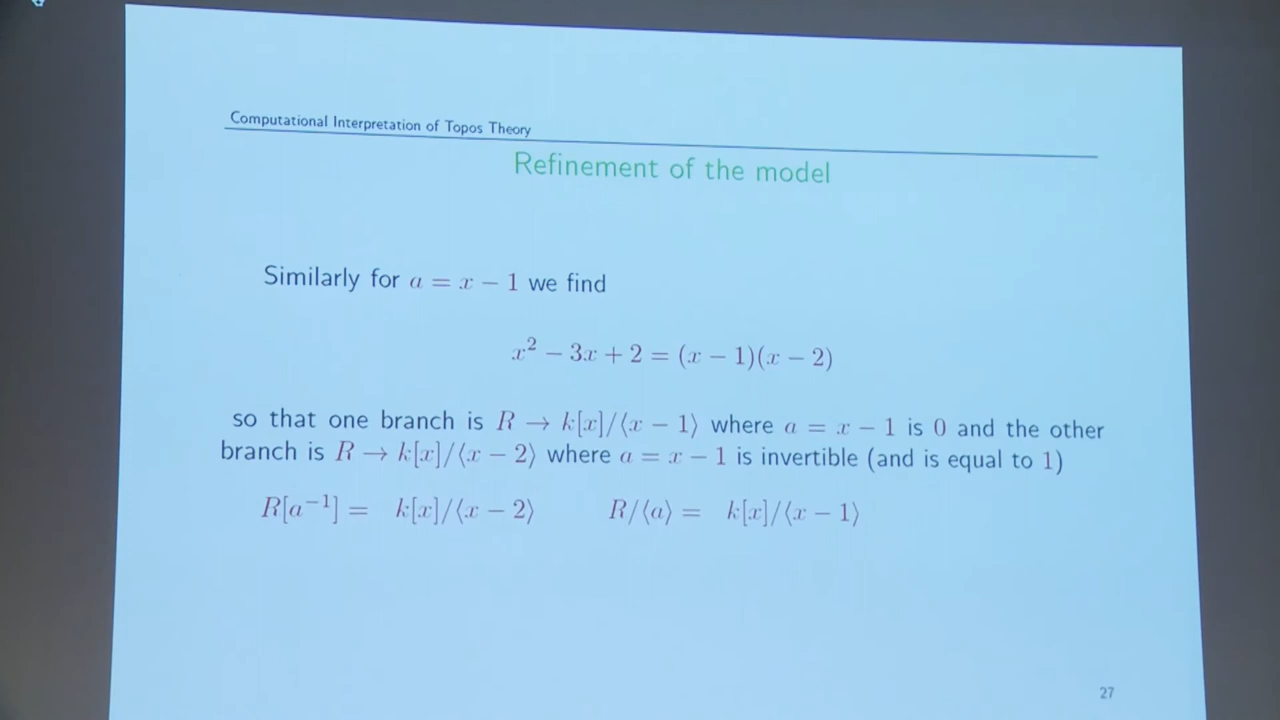 Computational Interpretation of Topos Theory
Refinement of the model
Similarly for a = x − 1 we find
x² − 3x + 2 = (x − 1)(x − 2)
so that one branch is R → k[x]/⟨x − 1⟩ where a = x − 1 is 0 and the other
branch is R → k[x]/⟨x − 2⟩ where a = x − 1 is invertible (and is equal to 1)
R[a⁻¹] = k[x]/⟨x − 2⟩ R/⟨a⟩ = k[x]/⟨x − 1⟩
27